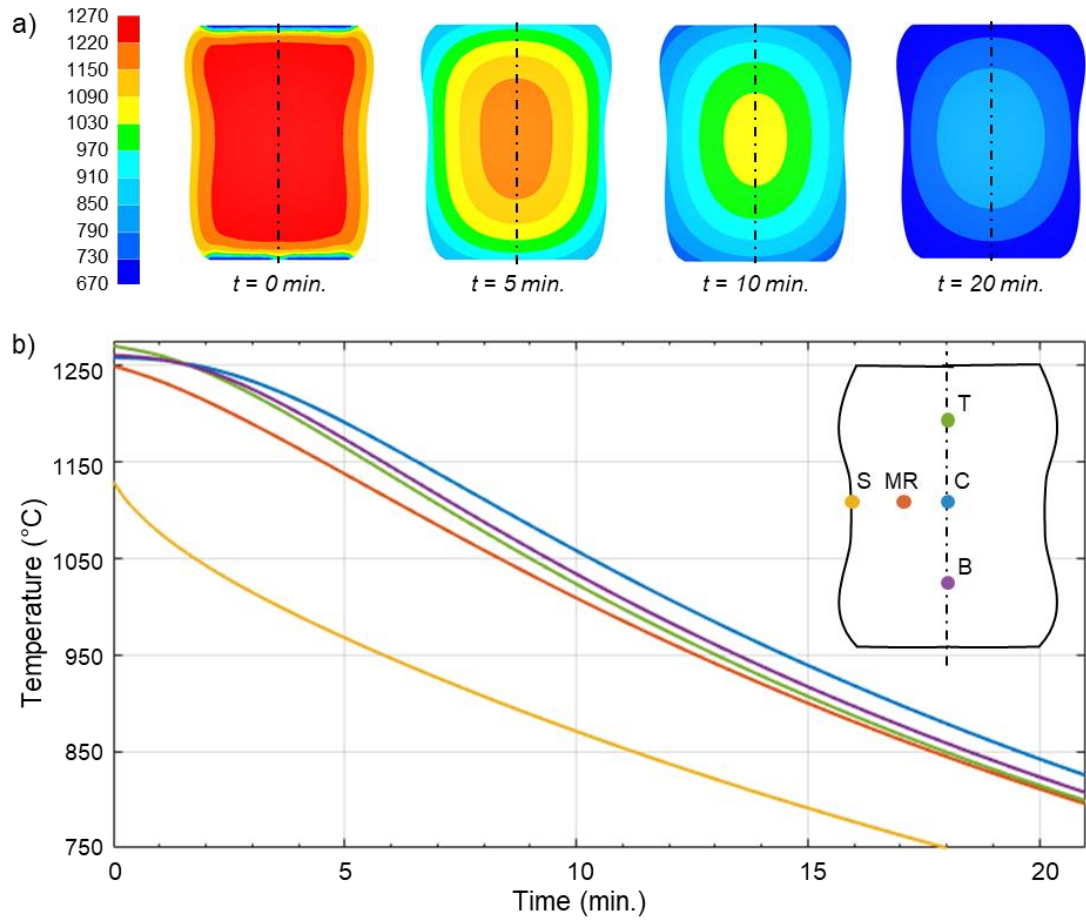 a)
1270
1220
1150
1090
1030
970
910
850
790
730
670
t = 0 min.
t = 5 min.
t = 10 min.
t = 20 min.
b)
1250
1150
1050
950
850
750
Temperature (°C)
T
S MR C
B
0 5 10 15 20
Time (min.)